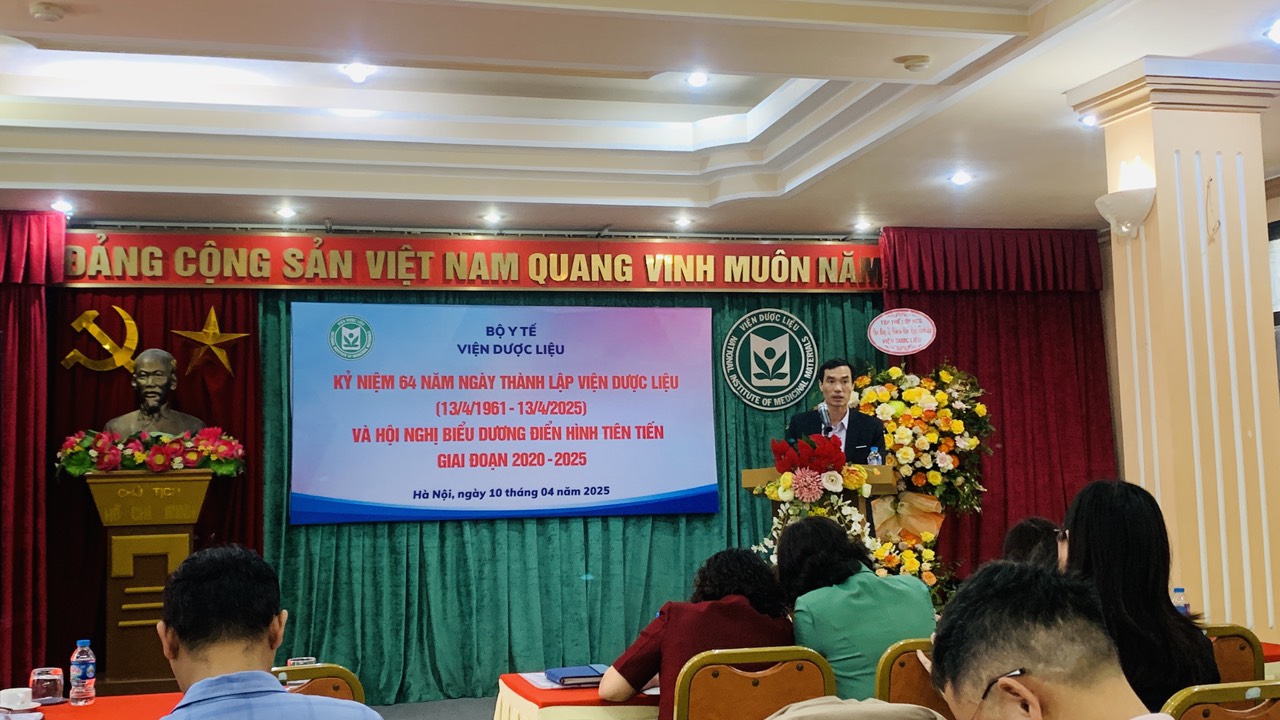 ĐẢNG CỘNG SẢN VIỆT NAM QUANG VINH MUÔN NĂM
BỘ Y TẾ
VIỆN DƯỢC LIỆU
KỶ NIỆM 64 NĂM NGÀY THÀNH LẬP VIỆN DƯỢC LIỆU
(13/4/1961 - 13/4/2025)
VÀ HỘI NGHỊ BIỂU DƯƠNG ĐIỂN HÌNH TIÊN TIẾN
GIAI ĐOẠN 2020 - 2025
Hà Nội, ngày 10 tháng 04 năm 2025
VIỆN DƯỢC LIỆU
NATIONAL INSTITUTE OF MEDICINAL MATERIALS
VIỆN DƯỢC LIỆU
CHỦ TỊCH
HỒ CHÍ MINH